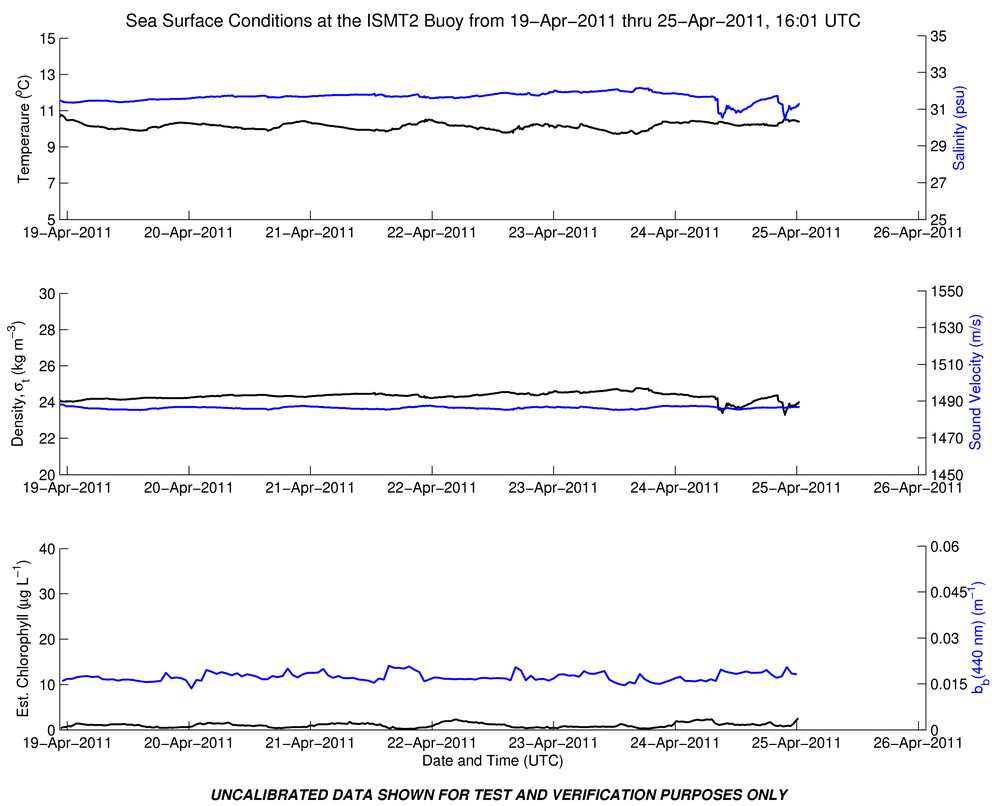 Sea Surface Conditions at the ISMT2 Buoy from 19−Apr−2011 thru 25−Apr−2011, 16:01 UTC
15
13
11
9
7
5
Temperaure (°C)
35
33
31
29
27
25
Salinity (psu)
19−Apr−2011 20−Apr−2011 21−Apr−2011 22−Apr−2011 23−Apr−2011 24−Apr−2011 25−Apr−2011 26−Apr−2011
30
28
26
24
22
20
Density, σt (kg m−3)
1550
1530
1510
1490
1470
1450
Sound Velocity (m/s)
19−Apr−2011 20−Apr−2011 21−Apr−2011 22−Apr−2011 23−Apr−2011 24−Apr−2011 25−Apr−2011 26−Apr−2011
40
30
20
10
0
Est. Chlorophyll (μg L−1)
0.06
0.045
0.03
0.015
0
bb(440 nm) (m−1)
19−Apr−2011 20−Apr−2011 21−Apr−2011 22−Apr−2011 23−Apr−2011 24−Apr−2011 25−Apr−2011 26−Apr−2011
Date and Time (UTC)
UNCALIBRATED DATA SHOWN FOR TEST AND VERIFICATION PURPOSES ONLY